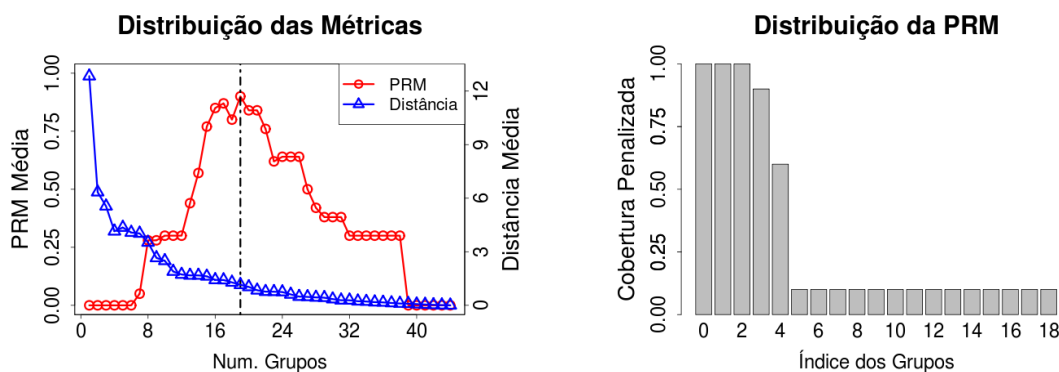 Distribuição das Métricas
PRM Média
0.00 0.25 0.50 0.75 1.00
PRM
Distância
0 3 6 9 12
Distância Média
0 8 16 24 32 40
Num. Grupos
Distribuição da PRM
Cobertura Penalizada
0.00 0.25 0.50 0.75 1.00
0 2 4 6 8 10 12 14 16 18
Índice dos Grupos